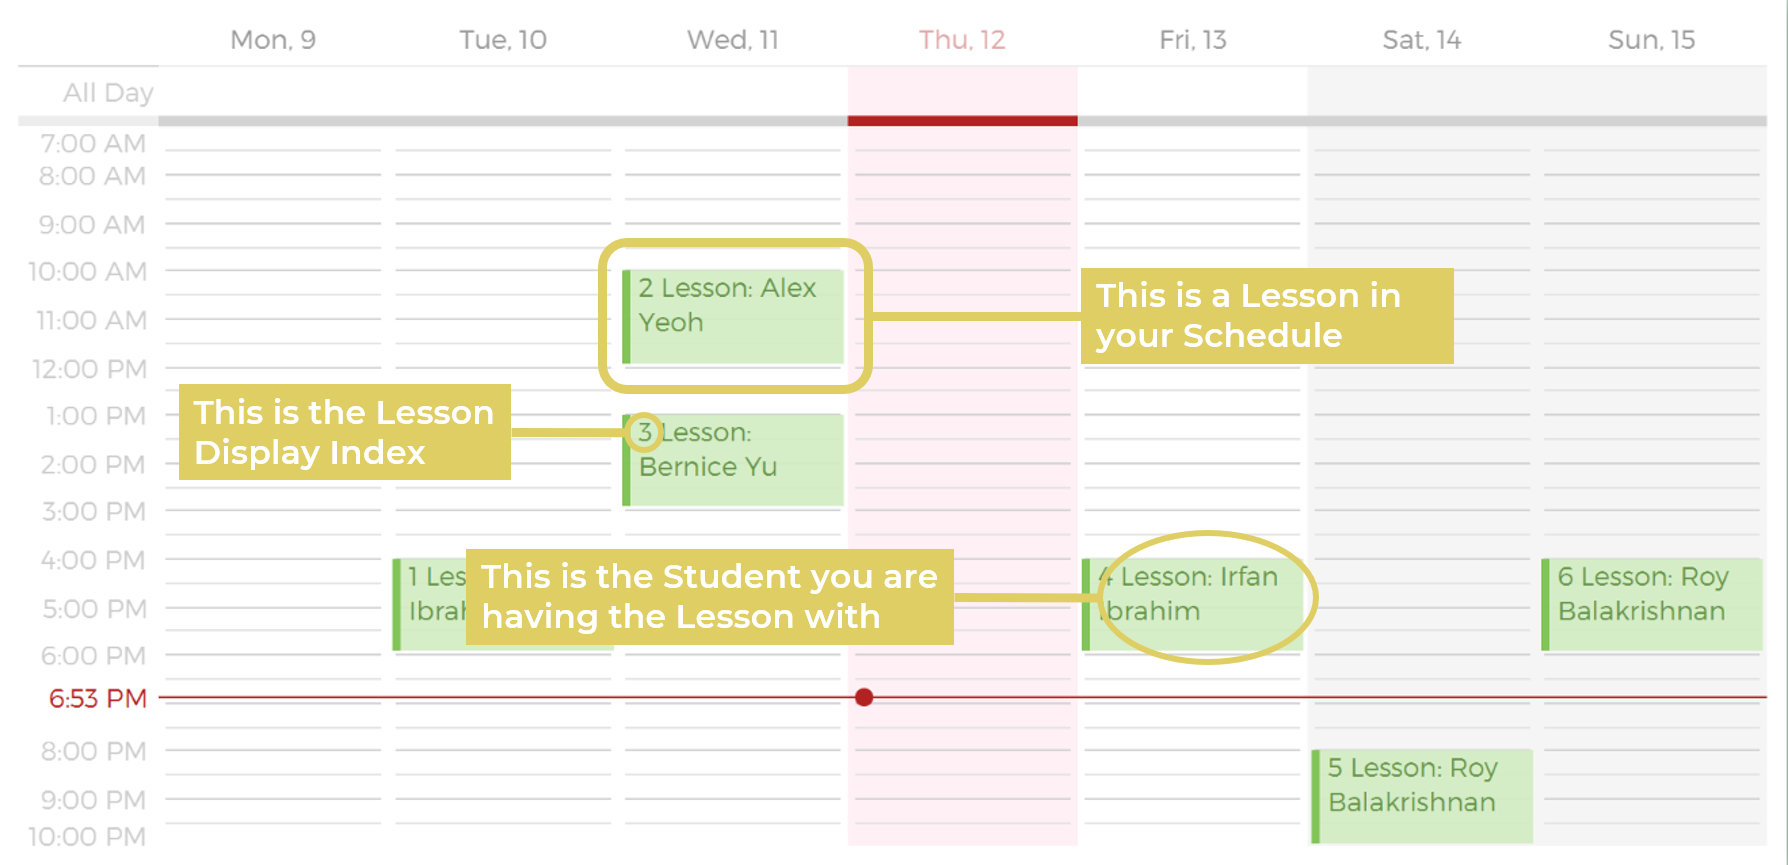 Mon, 9
Tue, 10
Wed, 11
Thu, 12
Fri, 13
Sat, 14
Sun, 15
All Day
7:00 AM
8:00 AM
9:00 AM
10:00 AM
11:00 AM
12:00 PM
1:00 PM
2:00 PM
3:00 PM
4:00 PM
5:00 PM
6:00 PM
6:53 PM
8:00 PM
9:00 PM
10:00 PM
2 Lesson: Alex
Yeoh
This is a Lesson in
your Schedule
This is the Lesson
Display Index
3 Lesson:
Bernice Yu
1 Les
Ibrah
This is the Student you are
having the Lesson with
4 Lesson: Irfan
Ibrahim
6 Lesson: Roy
Balakrishnan
5 Lesson: Roy
Balakrishnan